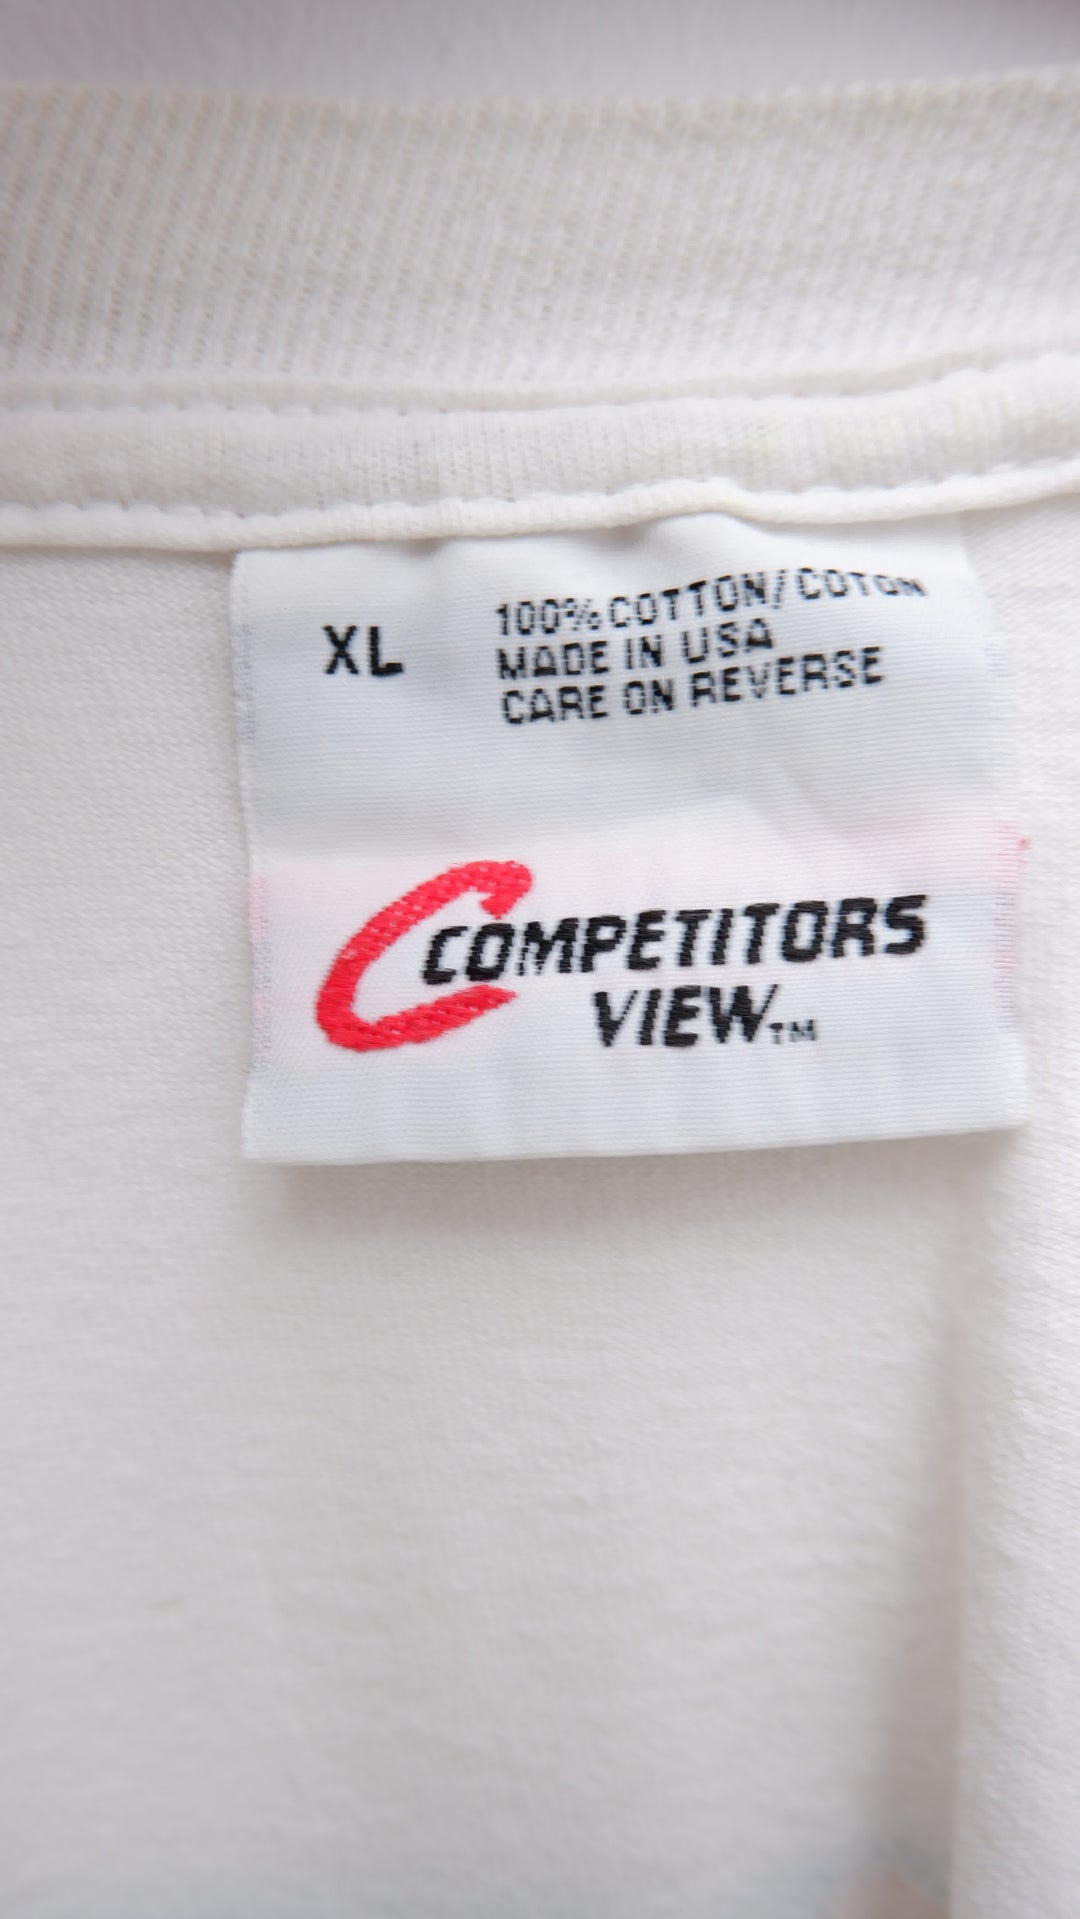 XL
100% COTTON/COTON
MADE IN USA
CARE ON REVERSE
COMPETITORS
VIEW™